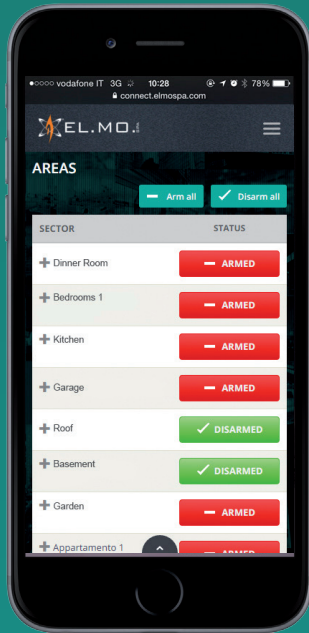 vodafone IT 3G 10:28 78%
connect.elmospa.com
EL.MO.
AREAS
Arm all Disarm all
SECTOR STATUS
Dinner Room ARMED
Bedrooms 1 ARMED
Kitchen ARMED
Garage ARMED
Roof DISARMED
Basement DISARMED
Garden ARMED
Appartamento 1 ARMED